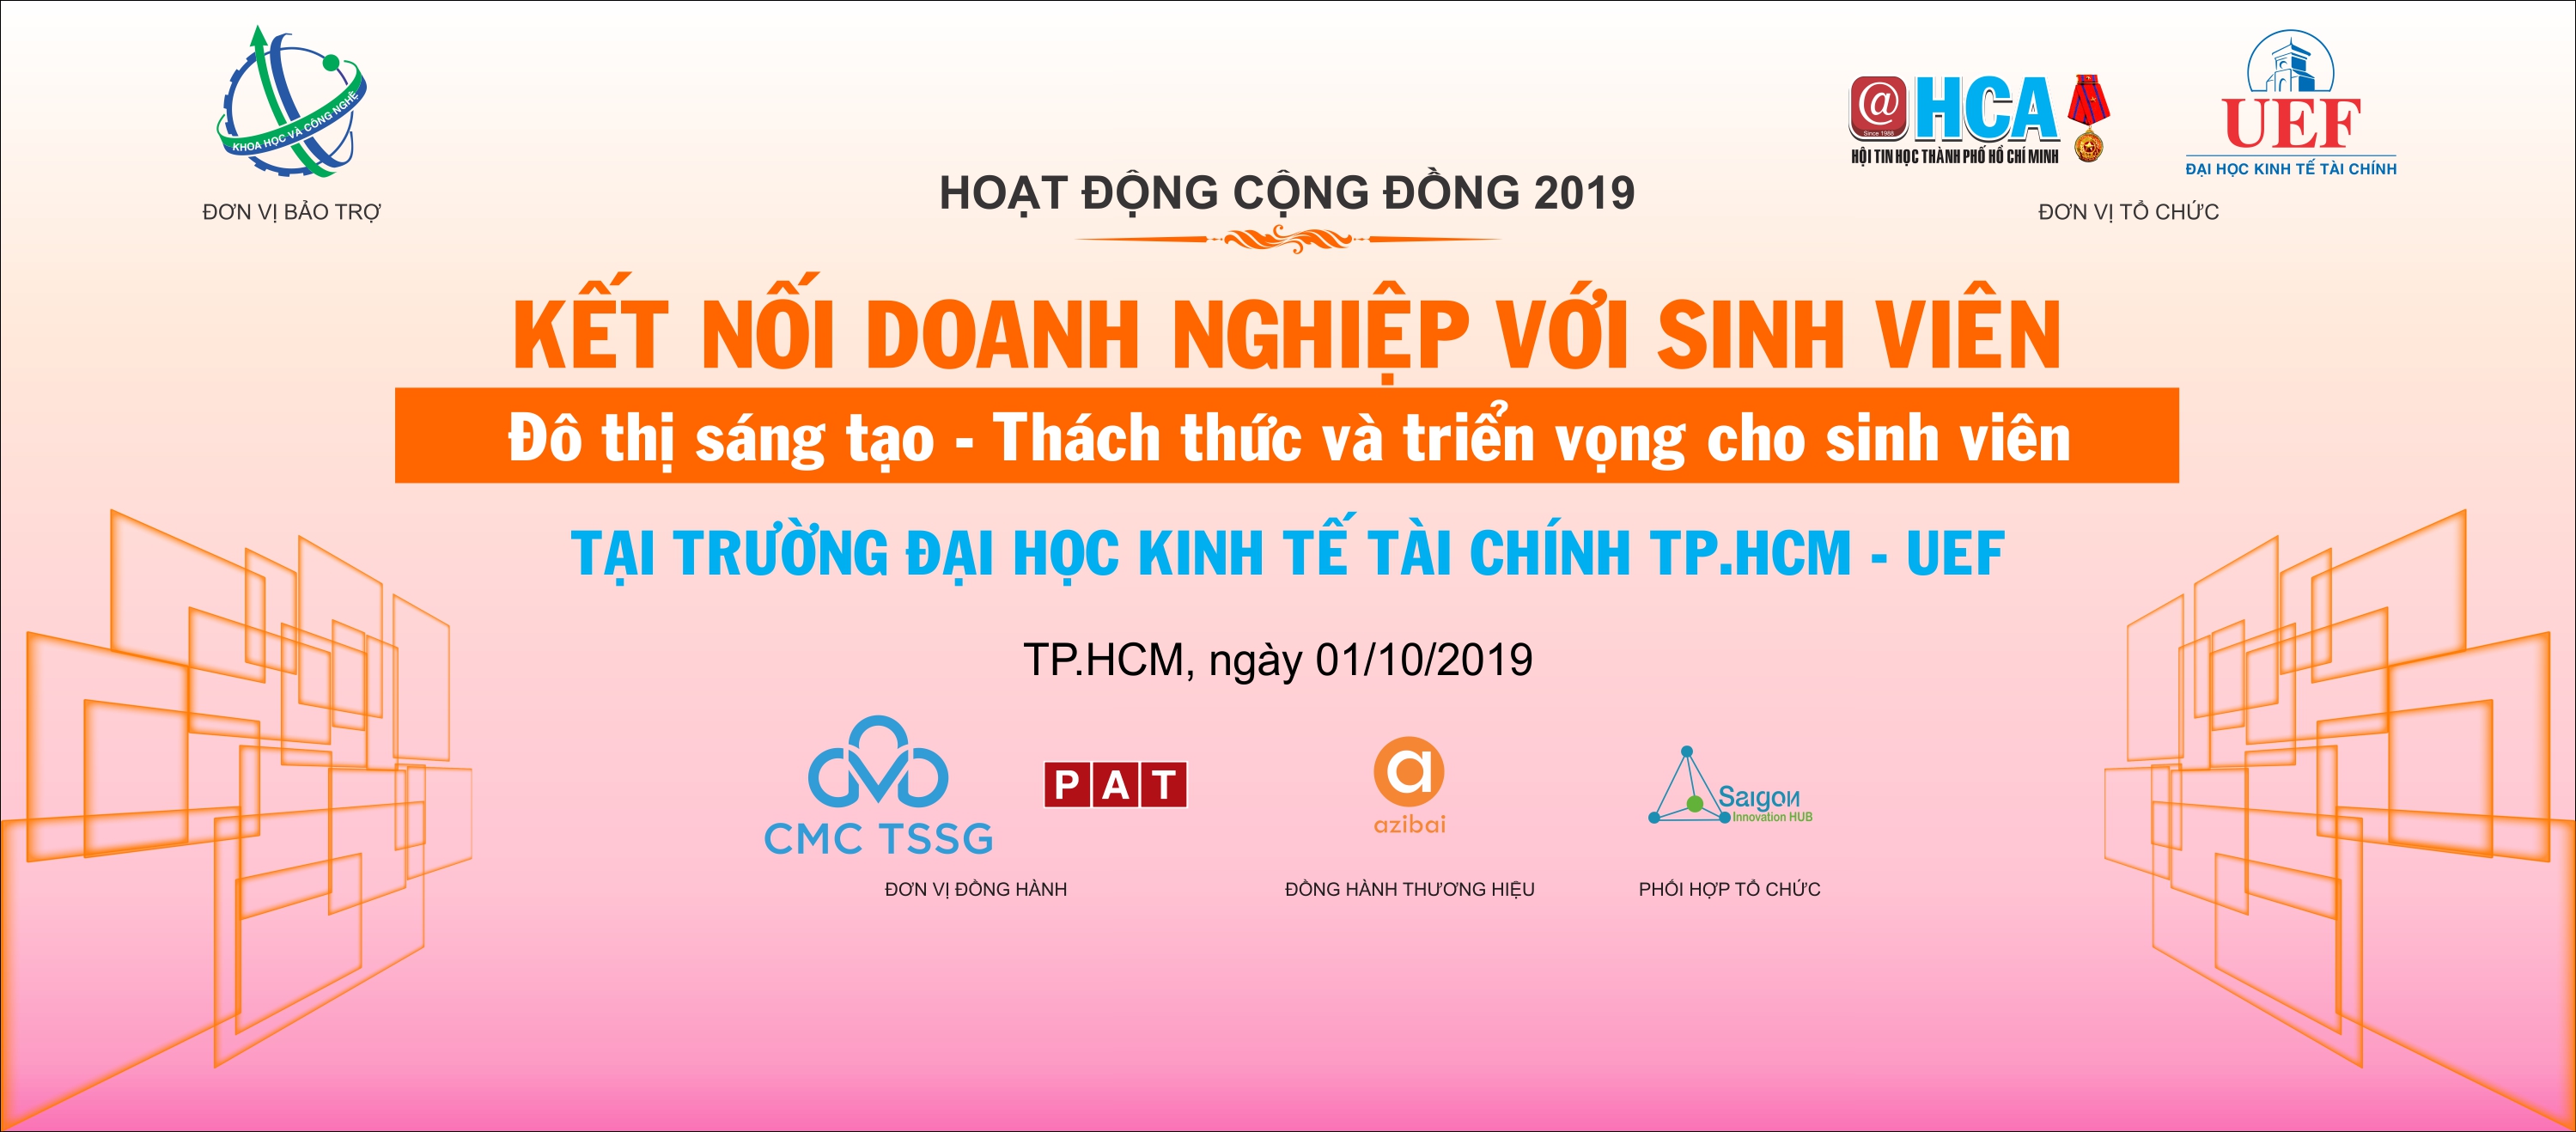 KHOA HỌC VÀ CÔNG NGHỆ
ĐƠN VỊ BẢO TRỢ
@HCA
Since 1988
HỘI TIN HỌC THÀNH PHỐ HỒ CHÍ MINH
UEF
ĐẠI HỌC KINH TẾ TÀI CHÍNH
ĐƠN VỊ TỔ CHỨC
HOẠT ĐỘNG CỘNG ĐỒNG 2019
KẾT NỐI DOANH NGHIỆP VỚI SINH VIÊN
Đô thị sáng tạo - Thách thức và triển vọng cho sinh viên
TẠI TRƯỜNG ĐẠI HỌC KINH TẾ TÀI CHÍNH TP.HCM - UEF
TP.HCM, ngày 01/10/2019
CMC TSSG
PAT
ĐƠN VỊ ĐỒNG HÀNH
a
azibai
ĐỒNG HÀNH THƯƠNG HIỆU
Saigon
Innovation HUB
PHỐI HỢP TỔ CHỨC